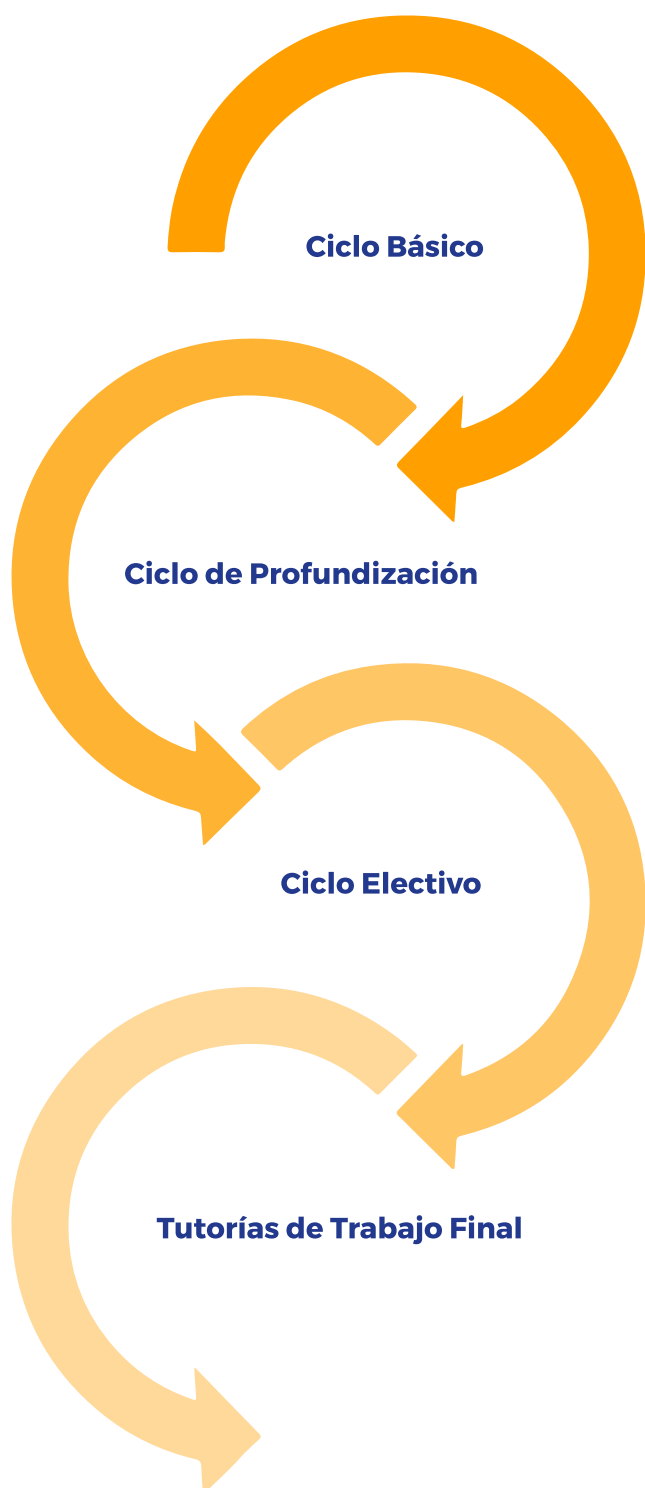 Ciclo Básico
Ciclo de Profundización
Ciclo Electivo
Tutorías de Trabajo Final